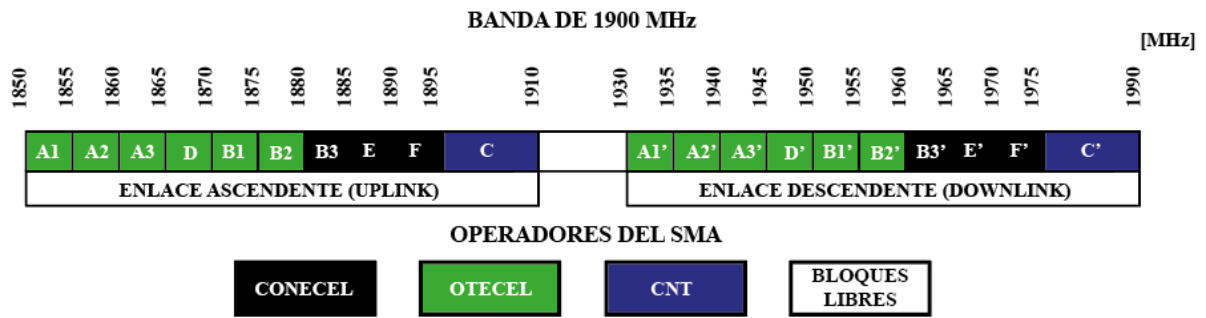 BANDA DE 1900 MHz
[MHz]
1850 1855 1860 1865 1870 1875 1880 1885 1890 1895 1910 1930 1935 1940 1945 1950 1955 1960 1965 1970 1975 1990
A1 A2 A3 D B1 B2 B3 E F C A1’ A2’ A3’ D’ B1’ B2’ B3’ E’ F’ C’
ENLACE ASCENDENTE (UPLINK) ENLACE DESCENDENTE (DOWNLINK)
OPERADORES DEL SMA
CONECEL OTECEL CNT BLOQUES
LIBRES